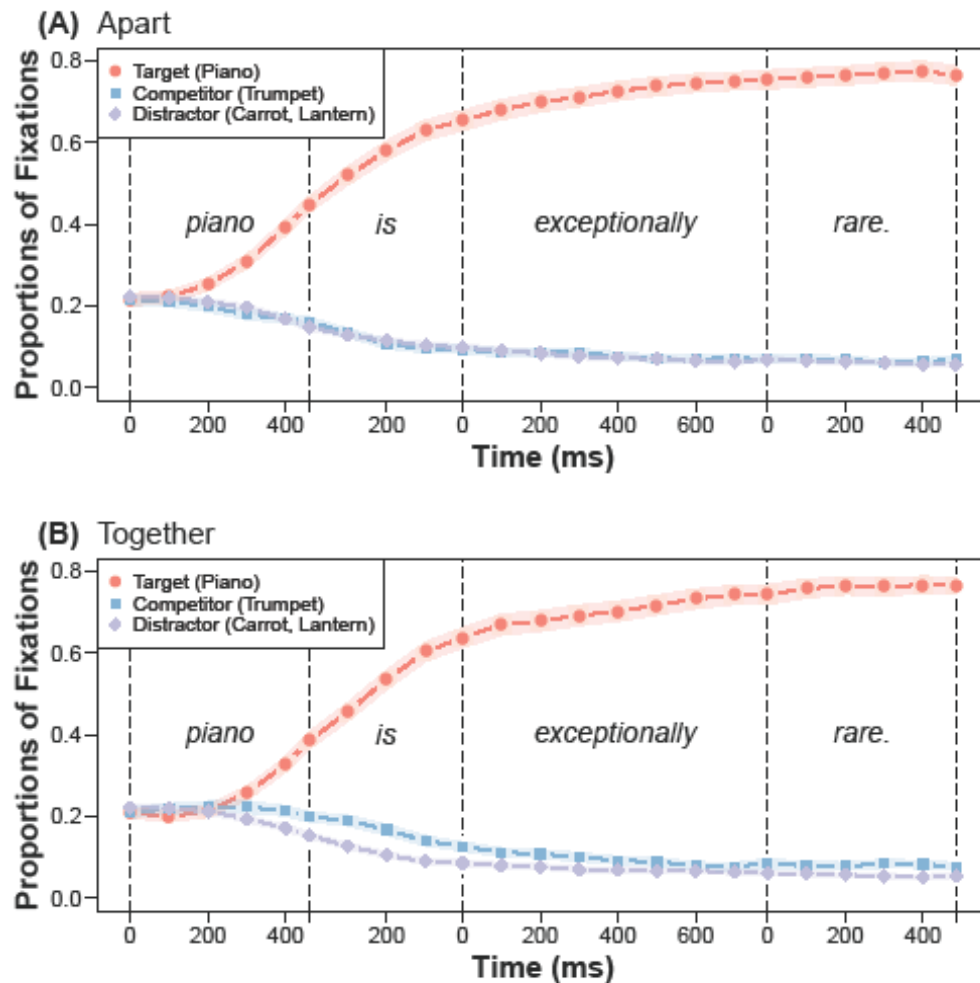 (A) Apart
Proportions of Fixations
0.8
0.6
0.4
0.2
0.0
Target (Piano)
Competitor (Trumpet)
Distractor (Carrot, Lantern)
piano is exceptionally rare.
0 200 400 200 0 200 400 600 0 200 400
Time (ms)
(B) Together
Proportions of Fixations
0.8
0.6
0.4
0.2
0.0
Target (Piano)
Competitor (Trumpet)
Distractor (Carrot, Lantern)
piano is exceptionally rare.
0 200 400 200 0 200 400 600 0 200 400
Time (ms)